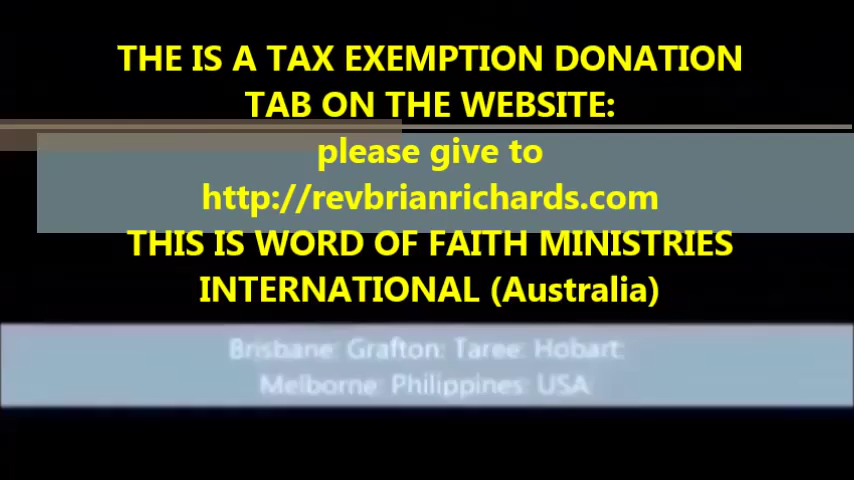 THE IS A TAX EXEMPTION DONATION
TAB ON THE WEBSITE:
please give to
http://revbrianrichards.com
THIS IS WORD OF FAITH MINISTRIES
INTERNATIONAL (Australia)
Brisbane: Grafton: Taree: Hobart:
Melborne: Philippines: USA: